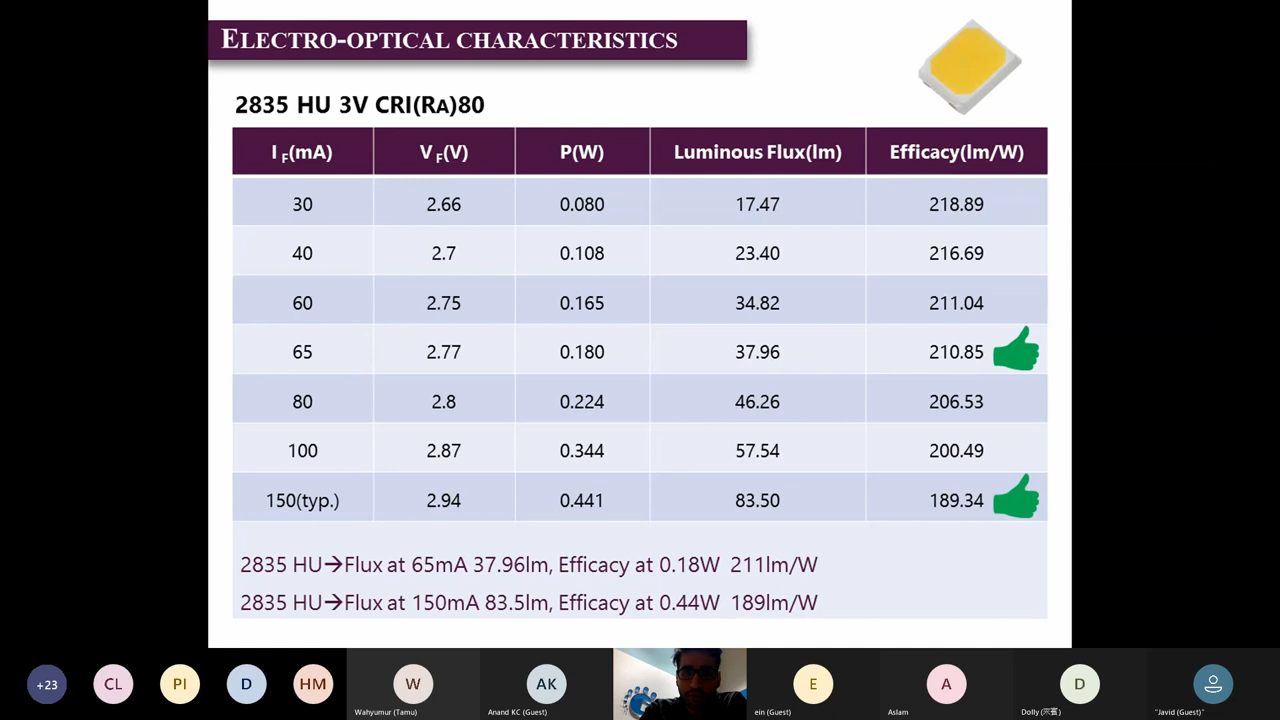 ELECTRO-OPTICAL CHARACTERISTICS
2835 HU 3V CRI(RA)80
I F(mA) V F(V) P(W) Luminous Flux(lm) Efficacy(lm/W)
30 2.66 0.080 17.47 218.89
40 2.7 0.108 23.40 216.69
60 2.75 0.165 34.82 211.04
65 2.77 0.180 37.96 210.85
80 2.8 0.224 46.26 206.53
100 2.87 0.344 57.54 200.49
150(typ.) 2.94 0.441 83.50 189.34
2835 HU→Flux at 65mA 37.96lm, Efficacy at 0.18W 211lm/W
2835 HU→Flux at 150mA 83.5lm, Efficacy at 0.44W 189lm/W
+23 CL PI D HM W AK E A D
Wahyumur (Tamu) Anand KC (Guest) ein (Guest) Aslam Dolly (宗賓) "Javid (Guest)"